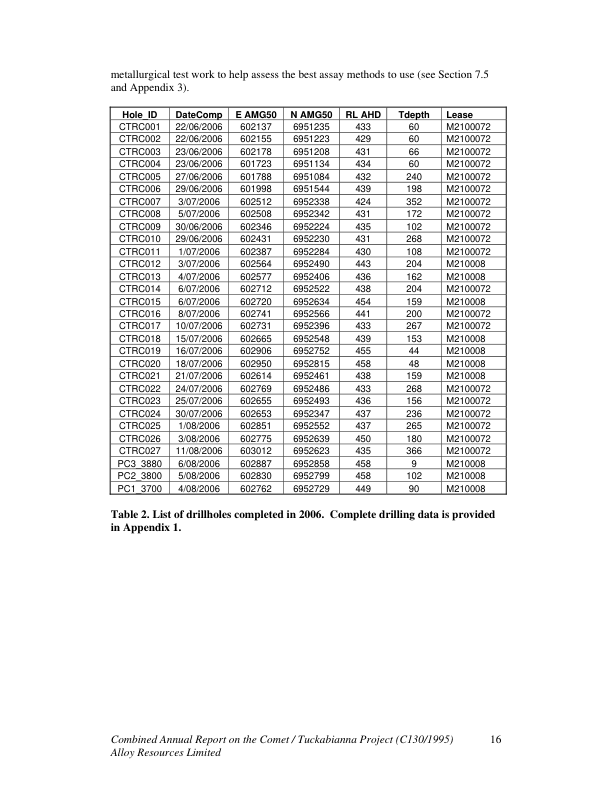 metallurgical test work to help assess the best assay methods to use (see Section 7.5
and Appendix 3).
Hole_ID DateComp E AMG50 N AMG50 RL AHD Tdepth Lease
CTRC001 22/06/2006 602137 6951235 433 60 M2100072
CTRC002 22/06/2006 602155 6951223 429 60 M2100072
CTRC003 23/06/2006 602178 6951208 431 66 M2100072
CTRC004 23/06/2006 601723 6951134 434 60 M2100072
CTRC005 27/06/2006 601788 6951084 432 240 M2100072
CTRC006 29/06/2006 601998 6951544 439 198 M2100072
CTRC007 3/07/2006 602512 6952338 424 352 M2100072
CTRC008 5/07/2006 602508 6952342 431 172 M2100072
CTRC009 30/06/2006 602346 6952224 435 102 M2100072
CTRC010 29/06/2006 602431 6952230 431 268 M2100072
CTRC011 1/07/2006 602387 6952284 430 108 M2100072
CTRC012 3/07/2006 602564 6952490 443 204 M210008
CTRC013 4/07/2006 602577 6952406 436 162 M210008
CTRC014 6/07/2006 602712 6952522 438 204 M2100072
CTRC015 6/07/2006 602720 6952634 454 159 M210008
CTRC016 8/07/2006 602741 6952566 441 200 M2100072
CTRC017 10/07/2006 602731 6952396 433 267 M2100072
CTRC018 15/07/2006 602665 6952548 439 153 M210008
CTRC019 16/07/2006 602906 6952752 455 44 M210008
CTRC020 18/07/2006 602950 6952815 458 48 M210008
CTRC021 21/07/2006 602614 6952461 438 159 M210008
CTRC022 24/07/2006 602769 6952486 433 268 M2100072
CTRC023 25/07/2006 602655 6952493 436 156 M2100072
CTRC024 30/07/2006 602653 6952347 437 236 M2100072
CTRC025 1/08/2006 602851 6952552 437 265 M2100072
CTRC026 3/08/2006 602775 6952639 450 180 M2100072
CTRC027 11/08/2006 603012 6952623 435 366 M2100072
PC3_3880 6/08/2006 602887 6952858 458 9 M210008
PC2_3800 5/08/2006 602830 6952799 458 102 M210008
PC1_3700 4/08/2006 602762 6952729 449 90 M210008
Table 2. List of drillholes completed in 2006.  Complete drilling data is provided
in Appendix 1.
Combined Annual Report on the Comet / Tuckabianna Project (C130/1995) 16
Alloy Resources Limited